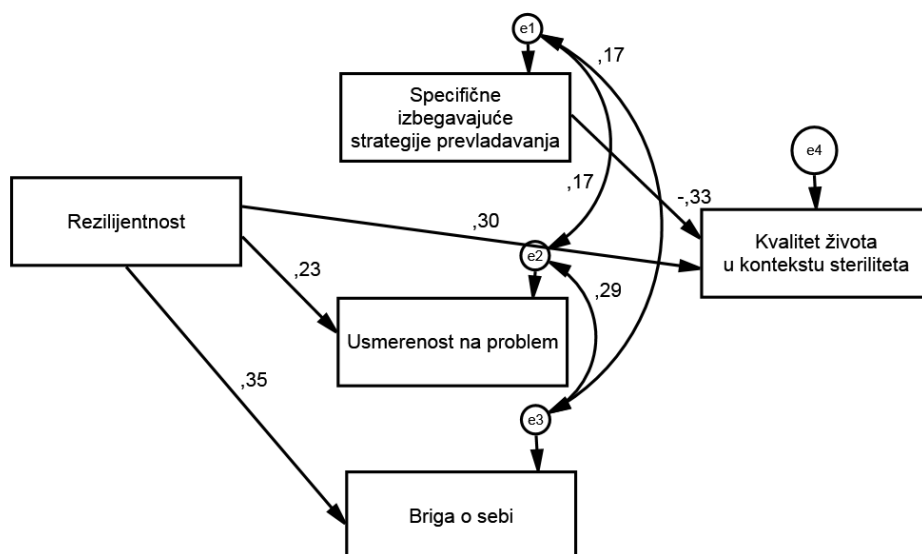 e1
,17
Specifične
izbegavajuće
strategije prevladavanja
e4
,17
-,33
Rezilijentnost
,30
Kvalitet života
u kontekstu steriliteta
e2
,23
,29
Usmerenost na problem
,35
e3
Briga o sebi